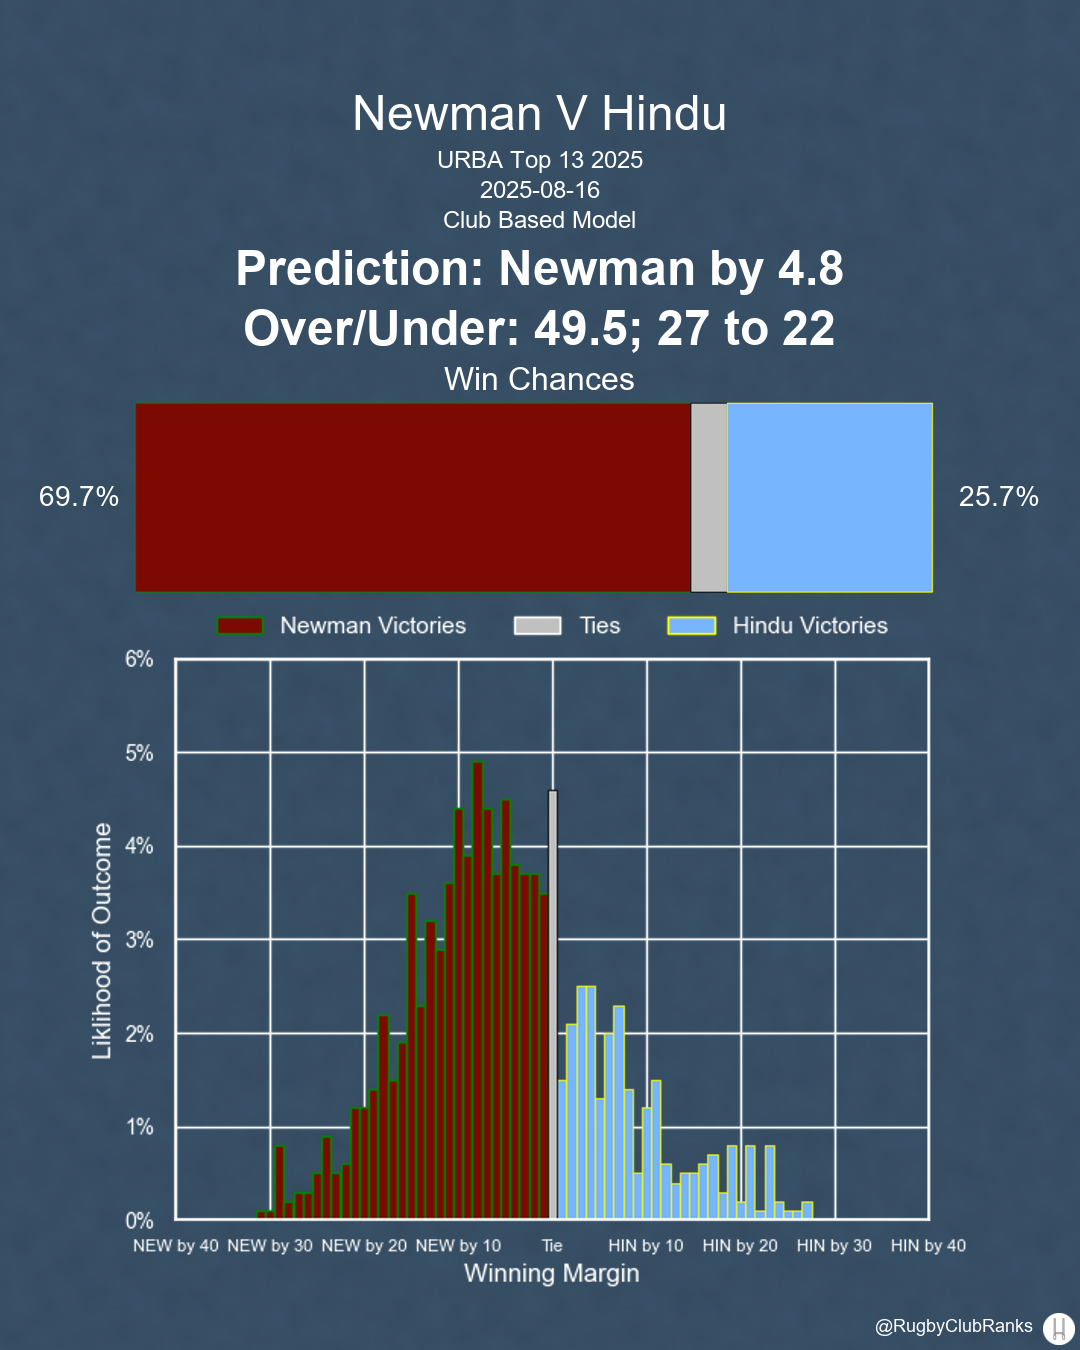 Newman V Hindu
URBA Top 13 2025
2025-08-16
Club Based Model
Prediction: Newman by 4.8
Over/Under: 49.5; 27 to 22
Win Chances
69.7%
25.7%
Newman Victories
Ties
Hindu Victories
6%
5%
4%
3%
2%
1%
0%
Liklihood of Outcome
NEW by 40 NEW by 30 NEW by 20 NEW by 10 Tie HIN by 10 HIN by 20 HIN by 30 HIN by 40
Winning Margin
@RugbyClubRanks